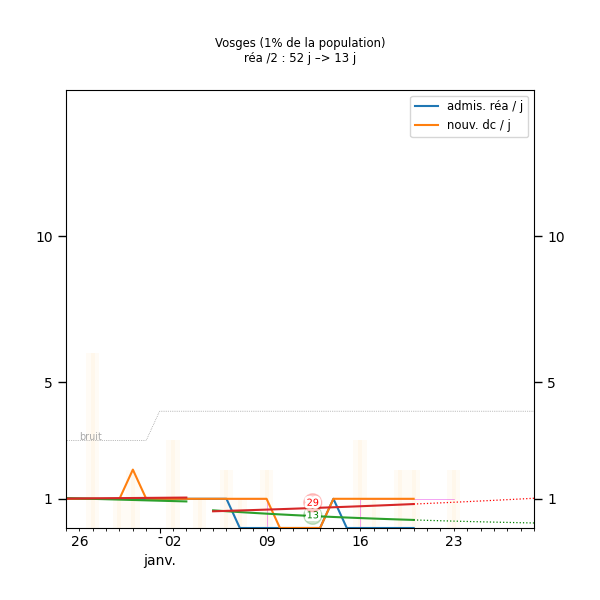 Vosges (1% de la population)
réa /2 : 52 j –> 13 j
admis. réa / j
nouv. dc / j
10 10
5 5
bruit
1 1
29
13
26 02 09 16 23
janv.